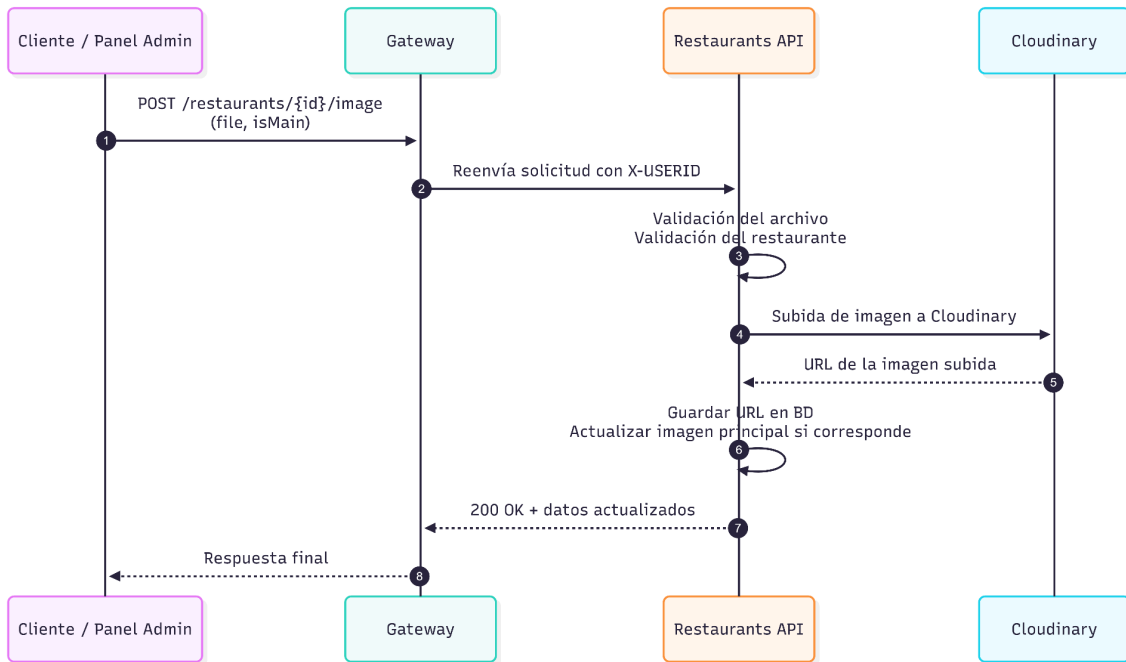 Cliente / Panel Admin
Gateway
Restaurants API
Cloudinary
POST /restaurants/{id}/image
(file, isMain)
1
Reenvía solicitud con X-USERID
2
Validación del archivo
Validación del restaurante
3
Subida de imagen a Cloudinary
4
URL de la imagen subida
5
Guardar URL en BD
Actualizar imagen principal si corresponde
6
200 OK + datos actualizados
7
Respuesta final
8
Cliente / Panel Admin
Gateway
Restaurants API
Cloudinary